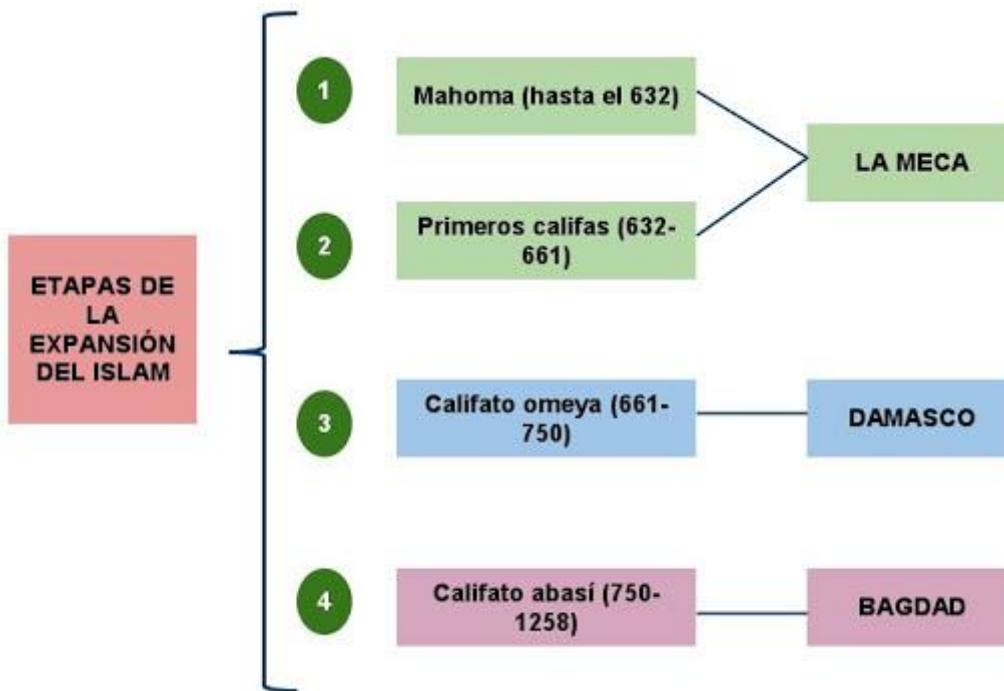 ETAPAS DE
LA
EXPANSIÓN
DEL ISLAM
1
Mahoma (hasta el 632)
2
Primeros califas (632-
661)
LA MECA
3
Califato omeya (661-
750)
DAMASCO
4
Califato abasí (750-
1258)
BAGDAD